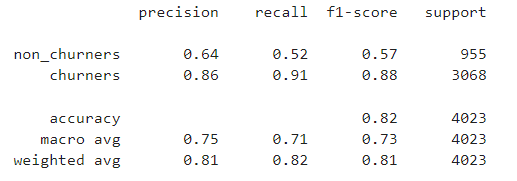 precision recall f1-score support
non_churners 0.64 0.52 0.57 955
churners 0.86 0.91 0.88 3068
accuracy 0.82 4023
macro avg 0.75 0.71 0.73 4023
weighted avg 0.81 0.82 0.81 4023